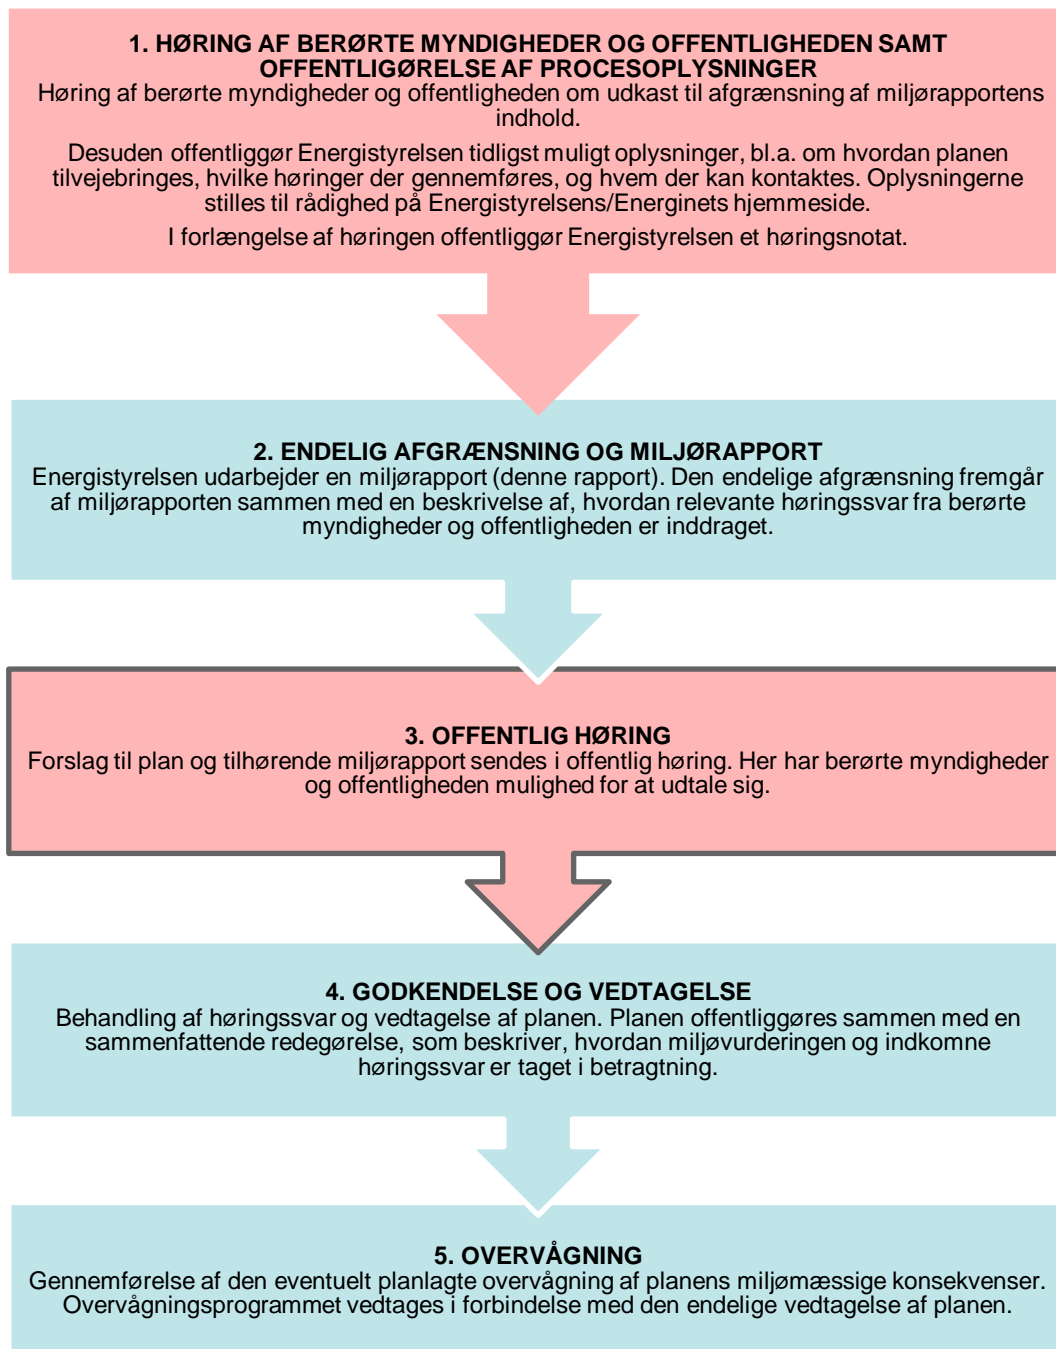 1. HØRING AF BERØRTE MYNDIGHEDER OG OFFENTLIGHEDEN SAMT
OFFENTLIGØRELSE AF PROCESOPLYSNINGER
Høring af berørte myndigheder og offentligheden om udkast til afgrænsning af miljørapportens
indhold.
Desuden offentliggør Energistyrelsen tidligst muligt oplysninger, bl.a. om hvordan planen
tilvejebringes, hvilke høringer der gennemføres, og hvem der kan kontaktes. Oplysningerne
stilles til rådighed på Energistyrelsens/Energinets hjemmeside.
I forlængelse af høringen offentliggør Energistyrelsen et høringsnotat.
2. ENDELIG AFGRÆNSNING OG MILJØRAPPORT
Energistyrelsen udarbejder en miljørapport (denne rapport). Den endelige afgrænsning fremgår
af miljørapporten sammen med en beskrivelse af, hvordan relevante høringssvar fra berørte
myndigheder og offentligheden er inddraget.
3. OFFENTLIG HØRING
Forslag til plan og tilhørende miljørapport sendes i offentlig høring. Her har berørte myndigheder
og offentligheden mulighed for at udtale sig.
4. GODKENDELSE OG VEDTAGELSE
Behandling af høringssvar og vedtagelse af planen. Planen offentliggøres sammen med en
sammenfattende redegørelse, som beskriver, hvordan miljøvurderingen og indkomne
høringssvar er taget i betragtning.
5. OVERVÅGNING
Gennemførelse af den eventuelt planlagte overvågning af planens miljømæssige konsekvenser.
Overvågningsprogrammet vedtages i forbindelse med den endelige vedtagelse af planen.